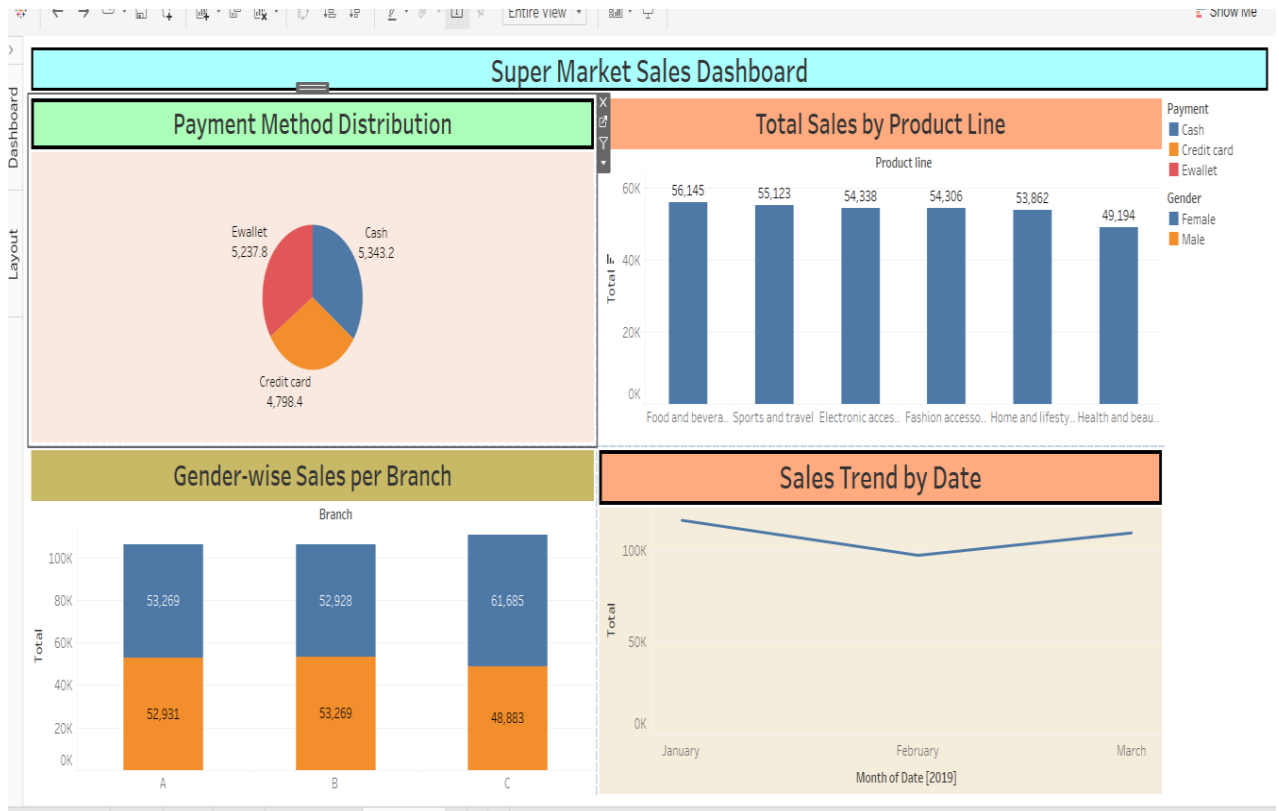 Entire View
Show Me
Dashboard
Layout
Super Market Sales Dashboard
Payment Method Distribution
Ewallet
5,237.8
Cash
5,343.2
Credit card
4,798.4
Total Sales by Product Line
Product line
Total
60K
40K
20K
0K
56,145
55,123
54,338
54,306
53,862
49,194
Food and bevera.. Sports and travel Electronic acces.. Fashion accesso.. Home and lifesty.. Health and beau..
Payment
Cash
Credit card
Ewallet
Gender
Female
Male
Gender-wise Sales per Branch
Branch
Total
100K
80K
60K
40K
20K
0K
53,269
52,928
61,685
52,931
53,269
48,883
A
B
C
Sales Trend by Date
Total
100K
50K
0K
January
February
March
Month of Date [2019]